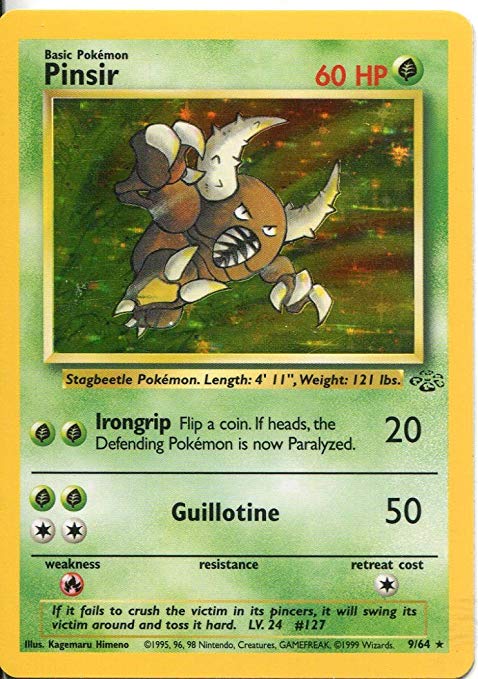 Basic Pokémon
Pinsir
60 HP
Stagbeetle Pokémon. Length: 4' 11", Weight: 121 lbs.
Irongrip Flip a coin. If heads, the
Defending Pokémon is now Paralyzed.
20
Guillotine
50
weakness
resistance
retreat cost
If it fails to crush the victim in its pincers, it will swing its
victim around and toss it hard. LV. 24 #127
Illus. Kagemaru Himeno
©1995, 96, 98 Nintendo, Creatures, GAMEFREAK. ©1999 Wizards.
9/64 ★